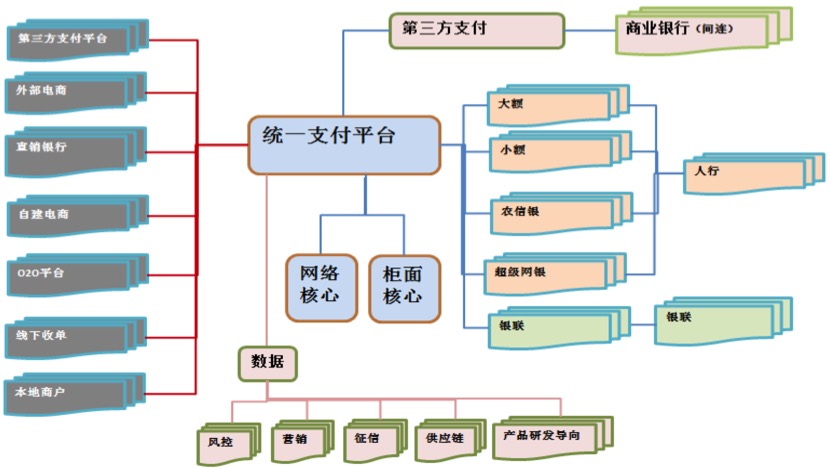 第三方支付平台
外部电商
直销银行
自建电商
O2O平台
线下收单
本地商户
第三方支付
商业银行（间连）
统一支付平台
网络
核心
柜面
核心
大额
小额
农信银
超级网银
银联
人行
银联
数据
风控
营销
征信
供应链
产品研发导向